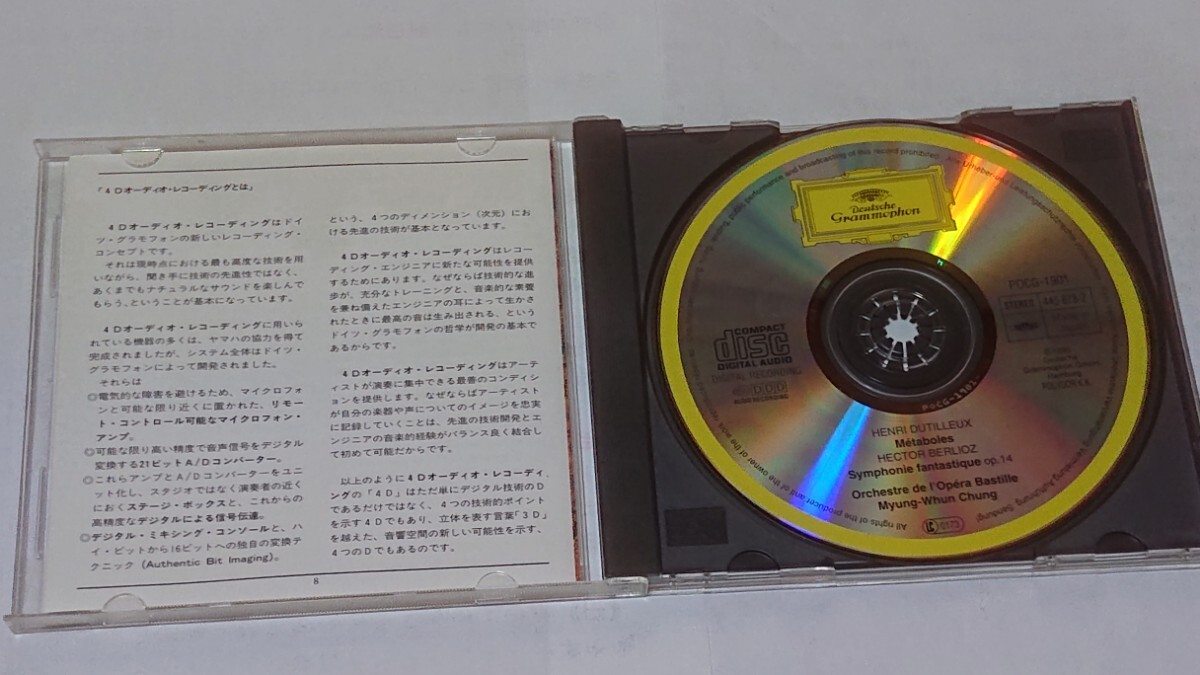 「4Dオーディオ・レコーディングとは」
4Dオーディオ・レコーディングはドイ
ツ・グラモフォンの新しいレコーディング・
コンセプトです。
それは現時点における最も高度な技術を用
いながら、聞き手に技術の先進性ではなく、
あくまでもナチュラルなサウンドを楽しんで
もらう、ということが基本になっています。
4Dオーディオ・レコーディングに用いら
れている機器の多くは、ヤマハの協力を得て
完成されましたが、システム全体はドイツ・
グラモフォンによって開発されました。
それらは
◎電気的な障害を避けるため、マイクロフォ
ンと可能な限り近くに置かれた、リモー
ト・コントロール可能なマイクロフォン・
アンプ。
◎可能な限り高い精度で音声信号をデジタル
変換する21ビットA/Dコンバーター。
◎これらアンプとA/Dコンバーターをユニ
ット化し、スタジオではなく演奏者の近く
におくステージ・ボックスと、これからの
高精度なデジタルによる信号伝達。
◎デジタル・ミキシング・コンソールと、ハ
イ・ビットから16ビットへの独自の変換テ
クニック (Authentic Bit Imaging)。
という、4つのディメンション（次元）にお
ける先進の技術が基本となっています。
4Dオーディオ・レコーディングはレコー
ディング・エンジニアに新たな可能性を提供
するためにあります。なぜならば技術的な進
歩が、充分なトレーニングと、音楽的な素養
を兼ね備えたエンジニアの耳によって生かさ
れたときに最高の音は生み出される、という
ドイツ・グラモフォンの哲学が開発の基本で
あるからです。
4Dオーディオ・レコーディングはアーテ
ィストが演奏に集中できる最善のコンディシ
ョンを提供します。なぜならばアーティスト
が自分の楽器や声についてのイメージを忠実
に記録していくことは、先進の技術開発とエ
ンジニアの音楽的経験がバランス良く結合し
て初めて可能だからです。
以上のように4Dオーディオ・レコーディ
ングの「4D」はただ単にデジタル技術のD
であるだけではなく、4つの技術的ポイント
を示す4Dでもあり、立体を表す言葉「3D」
を越えた、音響空間の新しい可能性を示す、
4つのDでもあるのです。
8
Deutsche
Grammophon
POCG-1901
STEREO
COMPACT
disc
DIGITAL AUDIO
DIGITAL RECORDING
DDD
AUDIO RECORDING
POLYDOR K.K.
POCG-1901
HENRI DUTILLEUX
Métaboles
HECTOR BERLIOZ
Symphonie fantastique op.14
Orchestre de l'Opéra Bastille
Myung-Whun Chung